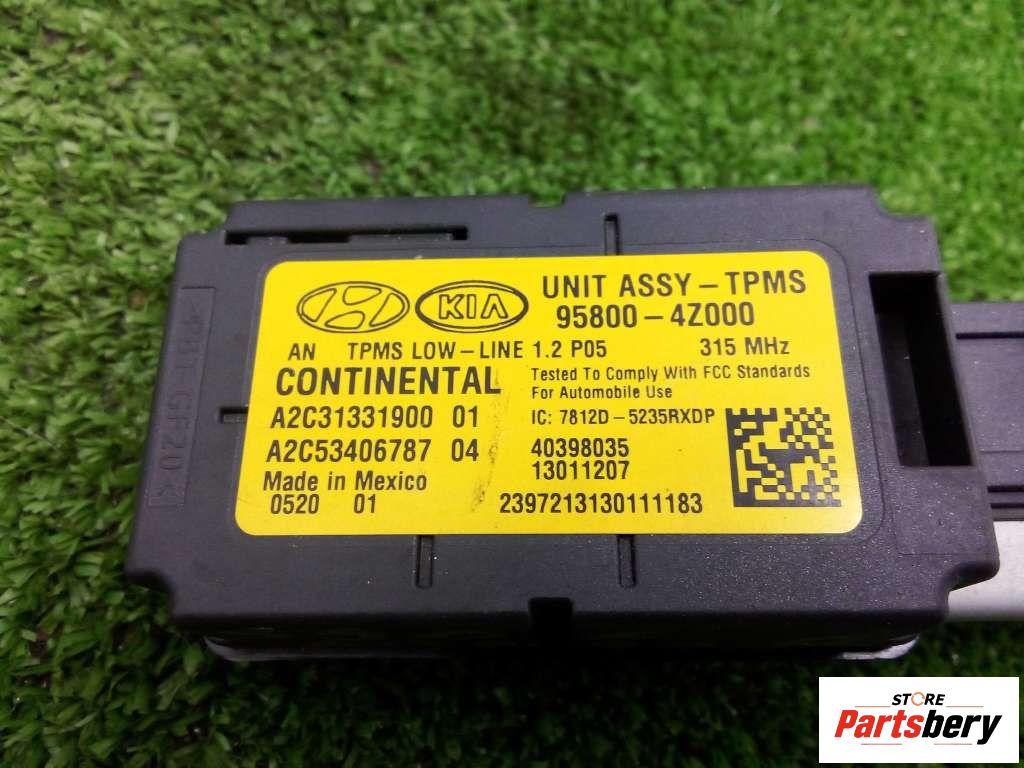 KIA
UNIT ASSY – TPMS
95800 – 4Z000
AN TPMS LOW – LINE 1.2 P05 315 MHz
CONTINENTAL
Tested To Comply With FCC Standards
For Automobile Use
A2C31331900 01
IC: 7812D – 5235RXDP
A2C53406787 04
40398035
13011207
Made in Mexico
0520 01
2397213130111183
>PBT-GF20<
STORE
Partsbery